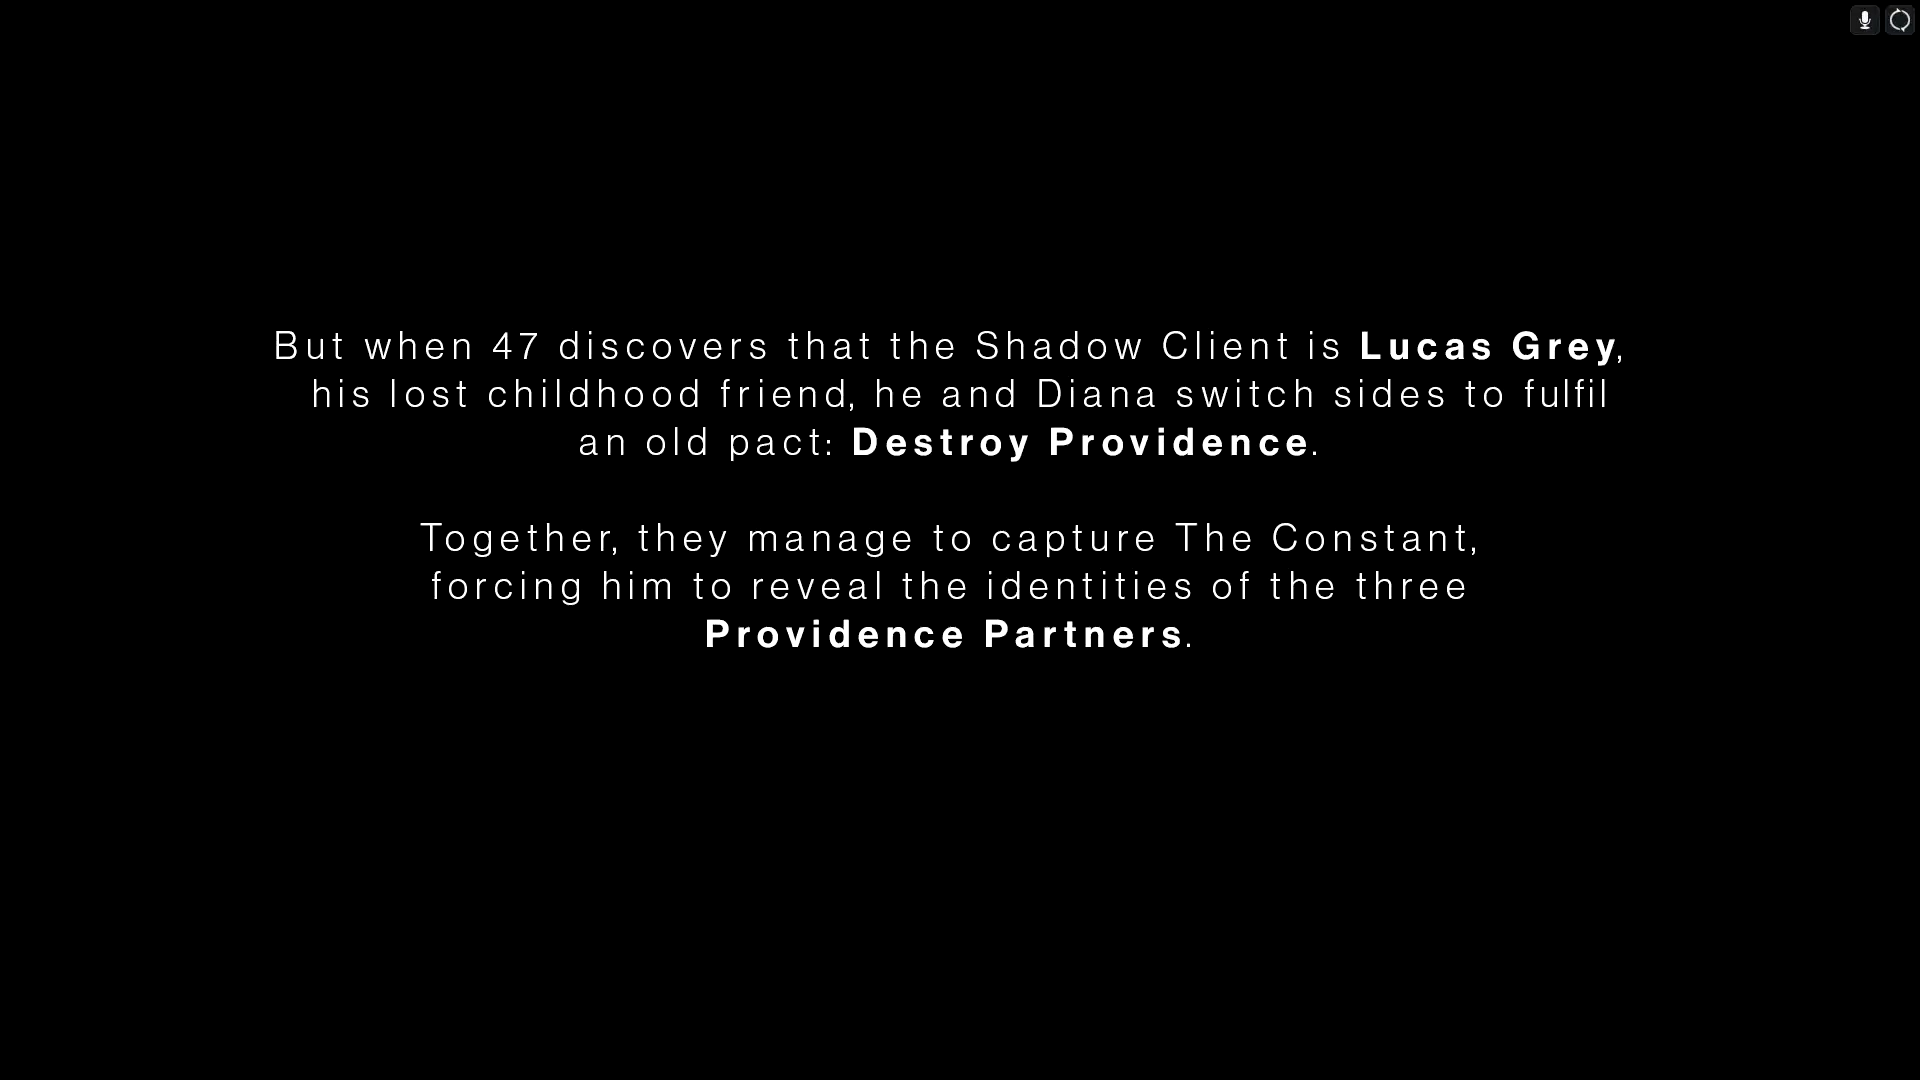 But when 47 discovers that the Shadow Client is Lucas Grey,
his lost childhood friend, he and Diana switch sides to fulfil
an old pact: Destroy Providence.
Together, they manage to capture The Constant,
forcing him to reveal the identities of the three
Providence Partners.